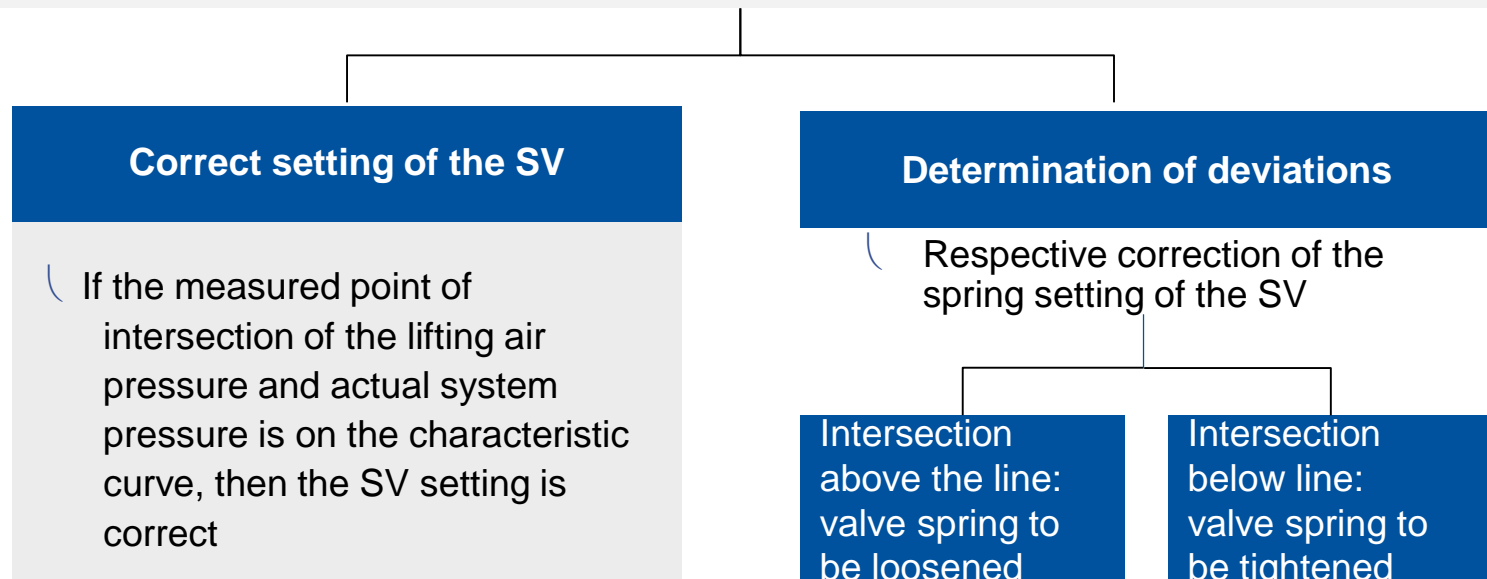 Correct setting of the SV
If the measured point of
intersection of the lifting air
pressure and actual system
pressure is on the characteristic
curve, then the SV setting is
correct
Determination of deviations
Respective correction of the
spring setting of the SV
Intersection
above the line:
valve spring to
be loosened
Intersection
below line:
valve spring to
be tightened